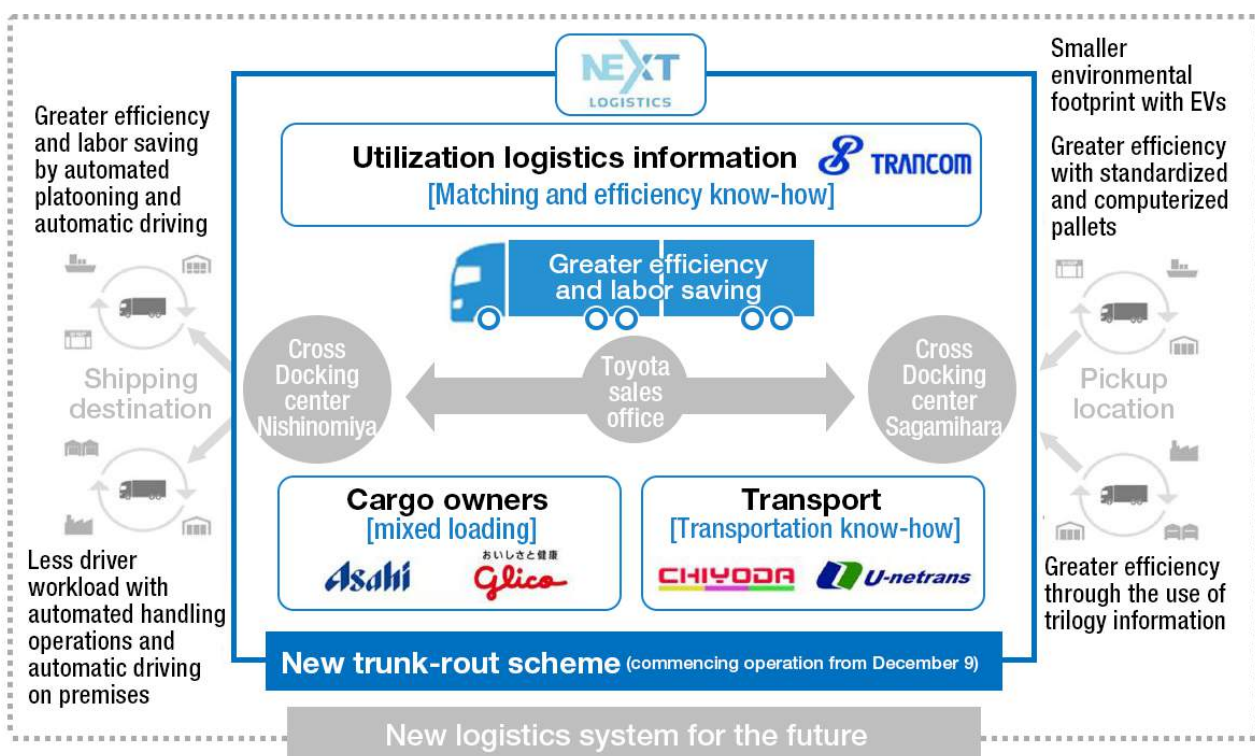 NEXT
LOGISTICS
Greater efficiency
and labor saving
by automated
platooning and
automatic driving
Shipping
destination
Less driver
workload with
automated handling
operations and
automatic driving
on premises
Utilization logistics information
TRANCOM
[Matching and efficiency know-how]
Greater efficiency
and labor saving
Cross
Docking
center
Nishinomiya
Toyota
sales
office
Cross
Docking
center
Sagamihara
Cargo owners
[mixed loading]
Asahi
おいしさと健康
glico
Transport
[Transportation know-how]
CHIYODA
U-netrans
Smaller
environmental
footprint with EVs
Greater efficiency
with standardized
and computerized
pallets
Pickup
location
Greater efficiency
through the use of
trilogy information
New trunk-rout scheme (commencing operation from December 9)
New logistics system for the future